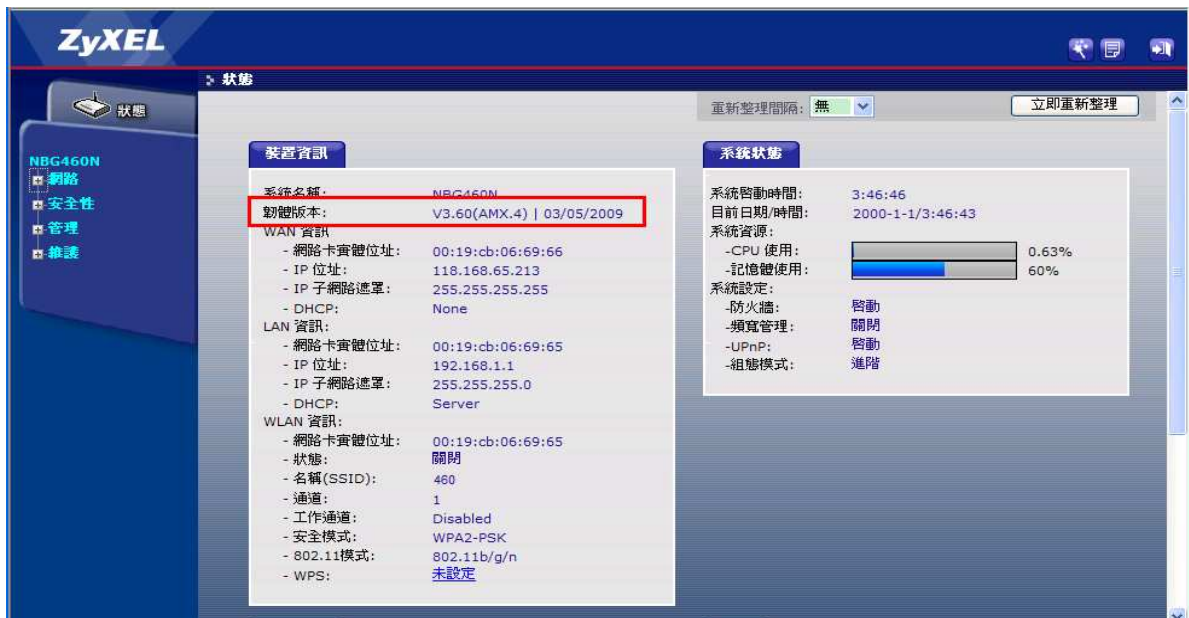 ZyXEL
狀態
狀態
重新整理間隔: 無
立即重新整理
NBG460N
網路
安全性
管理
維護
裝置資訊
系統名稱: NBG460N
韌體版本: V3.60(AMX.4) | 03/05/2009
WAN 資訊
- 網路卡實體位址: 00:19:cb:06:69:66
- IP 位址: 118.168.65.213
- IP 子網路遮罩: 255.255.255.255
- DHCP: None
LAN 資訊:
- 網路卡實體位址: 00:19:cb:06:69:65
- IP 位址: 192.168.1.1
- IP 子網路遮罩: 255.255.255.0
- DHCP: Server
WLAN 資訊:
- 網路卡實體位址: 00:19:cb:06:69:65
- 狀態: 關閉
- 名稱(SSID): 460
- 通道: 1
- 工作通道: Disabled
- 安全模式: WPA2-PSK
- 802.11模式: 802.11b/g/n
- WPS: 未設定
系統狀態
系統啓動時間: 3:46:46
目前日期/時間: 2000-1-1/3:46:43
系統資源:
-CPU 使用: 0.63%
-記憶體使用: 60%
系統設定:
-防火牆: 啓動
-頻寬管理: 關閉
-UPnP: 啓動
-組態模式: 進階